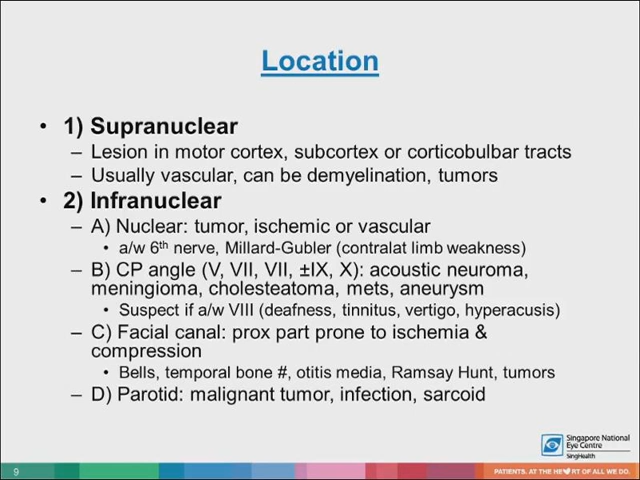 Location
• 1) Supranuclear
– Lesion in motor cortex, subcortex or corticobulbar tracts
– Usually vascular, can be demyelination, tumors
• 2) Infranuclear
– A) Nuclear: tumor, ischemic or vascular
• a/w 6th nerve, Millard-Gubler (contralat limb weakness)
– B) CP angle (V, VII, VII, ±IX, X): acoustic neuroma,
meningioma, cholesteatoma, mets, aneurysm
• Suspect if a/w VIII (deafness, tinnitus, vertigo, hyperacusis)
– C) Facial canal: prox part prone to ischemia &
compression
• Bells, temporal bone #, otitis media, Ramsay Hunt, tumors
– D) Parotid: malignant tumor, infection, sarcoid
Singapore National
Eye Centre
SingHealth
9
PATIENTS. AT THE HE♥RT OF ALL WE DO.